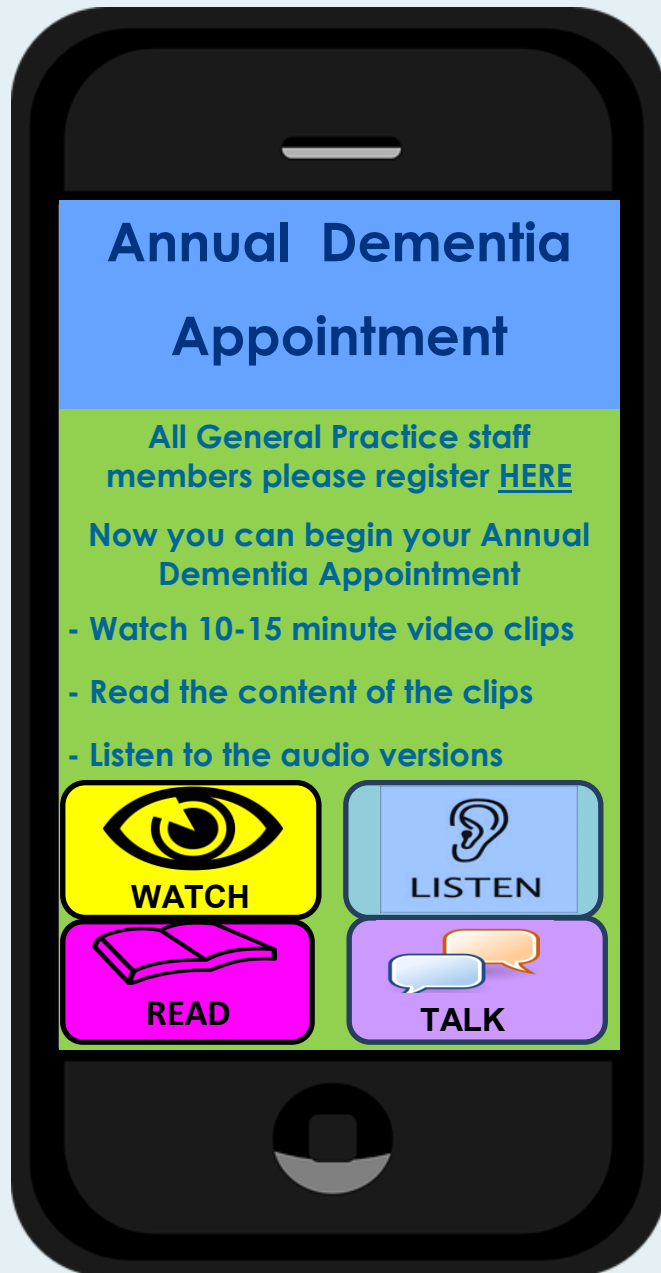 Annual Dementia
Appointment
All General Practice staff
members please register HERE
Now you can begin your Annual
Dementia Appointment
- Watch 10-15 minute video clips
- Read the content of the clips
- Listen to the audio versions
WATCH
LISTEN
READ
TALK